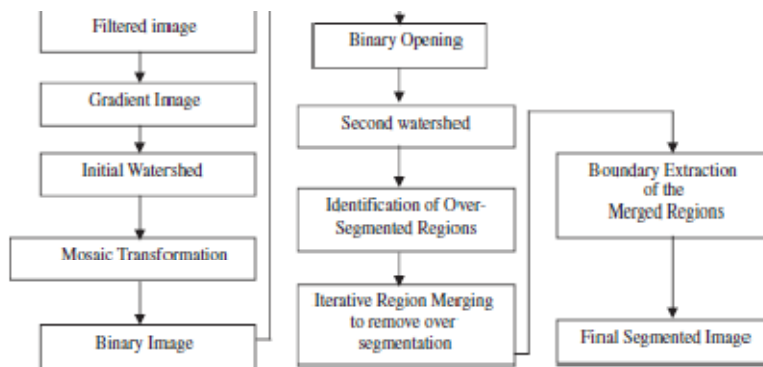 Filtered image
Gradient Image
Initial Watershed
Mosaic Transformation
Binary Image
Binary Opening
Second watershed
Identification of Over-
Segmented Regions
Iterative Region Merging
to remove over
segmentation
Boundary Extraction
of the
Merged Regions
Final Segmented Image